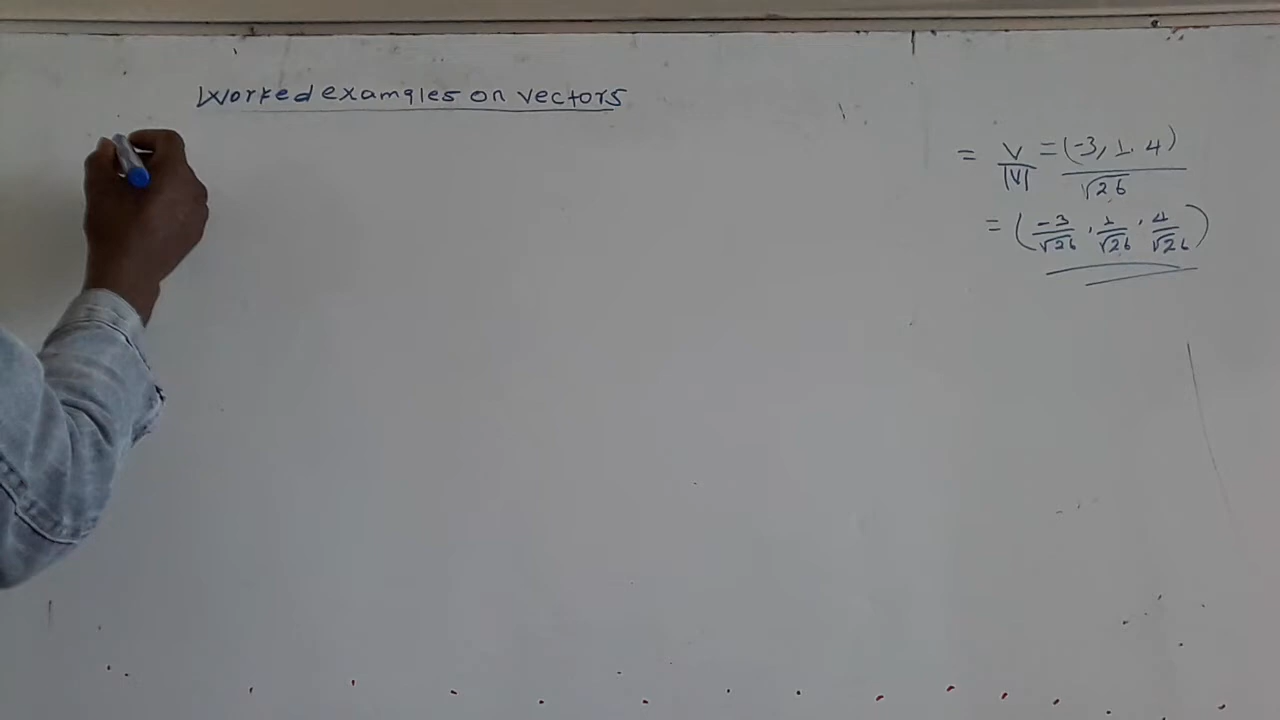 Worked examples on vectors
= V/|V| = (-3, 1, 4)/√26
= (-3/√26, 1/√26, 4/√26)